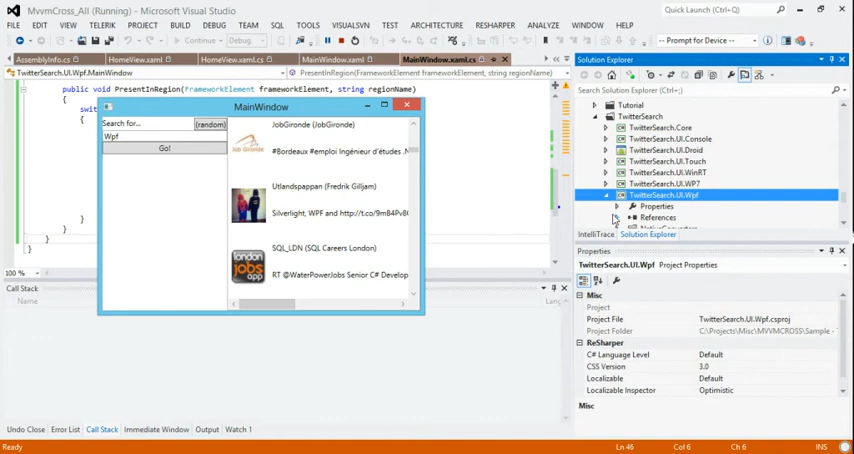 MvvmCross_All (Running) - Microsoft Visual Studio
Quick Launch (Ctrl+Q)
FILE EDIT VIEW TELERIK PROJECT BUILD DEBUG TEAM SQL TOOLS VISUALSVN TEST ARCHITECTURE RESHARPER ANALYZE WINDOW HELP
Continue Debug -- Prompt for Device --
AssemblyInfo.cs HomeView.xaml HomeView.xaml.cs MainWindow.xaml MainWindow.xaml.cs
TwitterSearch.UI.Wpf.MainWindow PresentInRegion(FrameworkElement frameworkElement, string regionName)
public void PresentInRegion(FrameworkElement frameworkElement, string regionName)
{
{
}
}
}
MainWindow
Search for... (random)
Wpf
Go!
JobGironde (JobGironde)
Job Gironde
#Bordeaux #emploi Ingénieur d'études .N
Utlandspappan (Fredrik Gilljam)
Silverlight, WPF and
SQL_LDN (SQL Careers London)
london jobs app
RT @WaterPowerJobs Senior C# Develop
100 %
Call Stack
Name
Undo Close Error List Call Stack Immediate Window Output Watch 1
Solution Explorer
Search Solution Explorer (Ctrl+;)
Tutorial
TwitterSearch
TwitterSearch.Core
TwitterSearch.UI.Console
TwitterSearch.UI.Droid
TwitterSearch.UI.Touch
TwitterSearch.UI.WinRT
TwitterSearch.UI.WP7
TwitterSearch.UI.Wpf
Properties
References
NativeConverters
IntelliTrace Solution Explorer
Properties
TwitterSearch.UI.Wpf Project Properties
Misc
Project
Project File TwitterSearch.UI.Wpf.csproj
Project Folder C:\Projects\Misc\MVVMCROSS\Sample -
ReSharper
C# Language Level Default
CSS Version 3.0
Localizable Default
Localizable Inspector Optimistic
Misc
Ready Ln 46 Col 6 Ch 6 INS